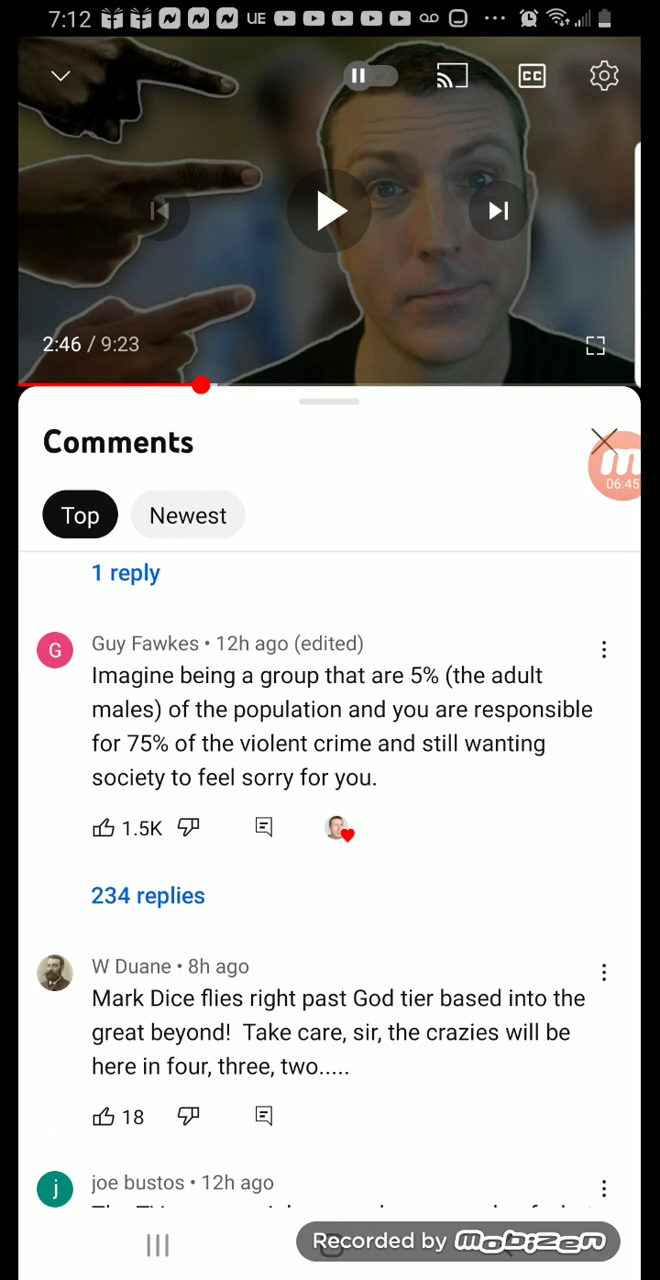 7:12 UE
CC
2:46 / 9:23
Comments
m
06:45
Top Newest
1 reply
G
Guy Fawkes • 12h ago (edited)
Imagine being a group that are 5% (the adult
males) of the population and you are responsible
for 75% of the violent crime and still wanting
society to feel sorry for you.
1.5K
234 replies
W Duane • 8h ago
Mark Dice flies right past God tier based into the
great beyond!  Take care, sir, the crazies will be
here in four, three, two.....
18
j
joe bustos • 12h ago
Recorded by mobizen